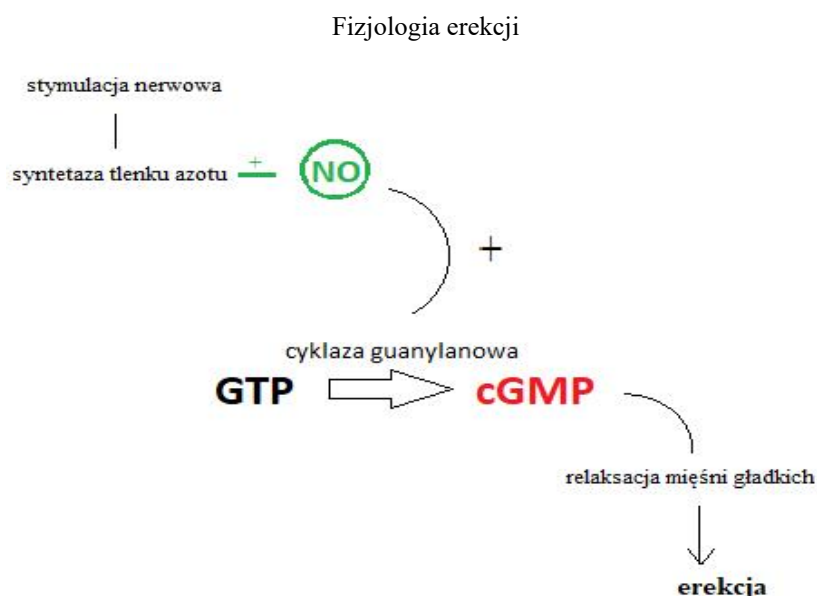 Fizjologia erekcji
stymulacja nerwowa
syntetaza tlenku azotu + NO
+
cyklaza guanylanowa
GTP cGMP
relaksacja mięśni gładkich
erekcja